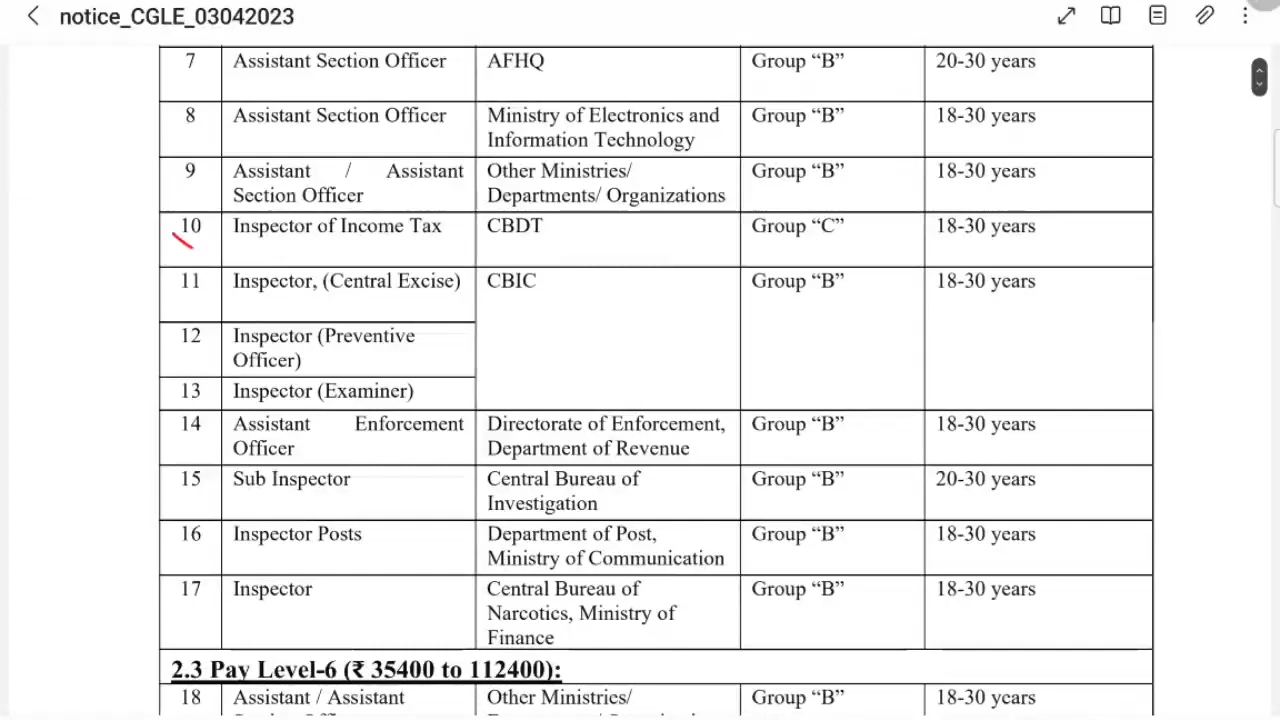 notice_CGLE_03042023
7 Assistant Section Officer AFHQ Group “B” 20-30 years
8 Assistant Section Officer Ministry of Electronics and Information Technology Group “B” 18-30 years
9 Assistant / Assistant Section Officer Other Ministries/ Departments/ Organizations Group “B” 18-30 years
10 Inspector of Income Tax CBDT Group “C” 18-30 years
11 Inspector, (Central Excise) CBIC Group “B” 18-30 years
12 Inspector (Preventive Officer)
13 Inspector (Examiner)
14 Assistant Enforcement Officer Directorate of Enforcement, Department of Revenue Group “B” 18-30 years
15 Sub Inspector Central Bureau of Investigation Group “B” 20-30 years
16 Inspector Posts Department of Post, Ministry of Communication Group “B” 18-30 years
17 Inspector Central Bureau of Narcotics, Ministry of Finance Group “B” 18-30 years
2.3 Pay Level-6 (₹ 35400 to 112400):
18 Assistant / Assistant Other Ministries/ Group “B” 18-30 years